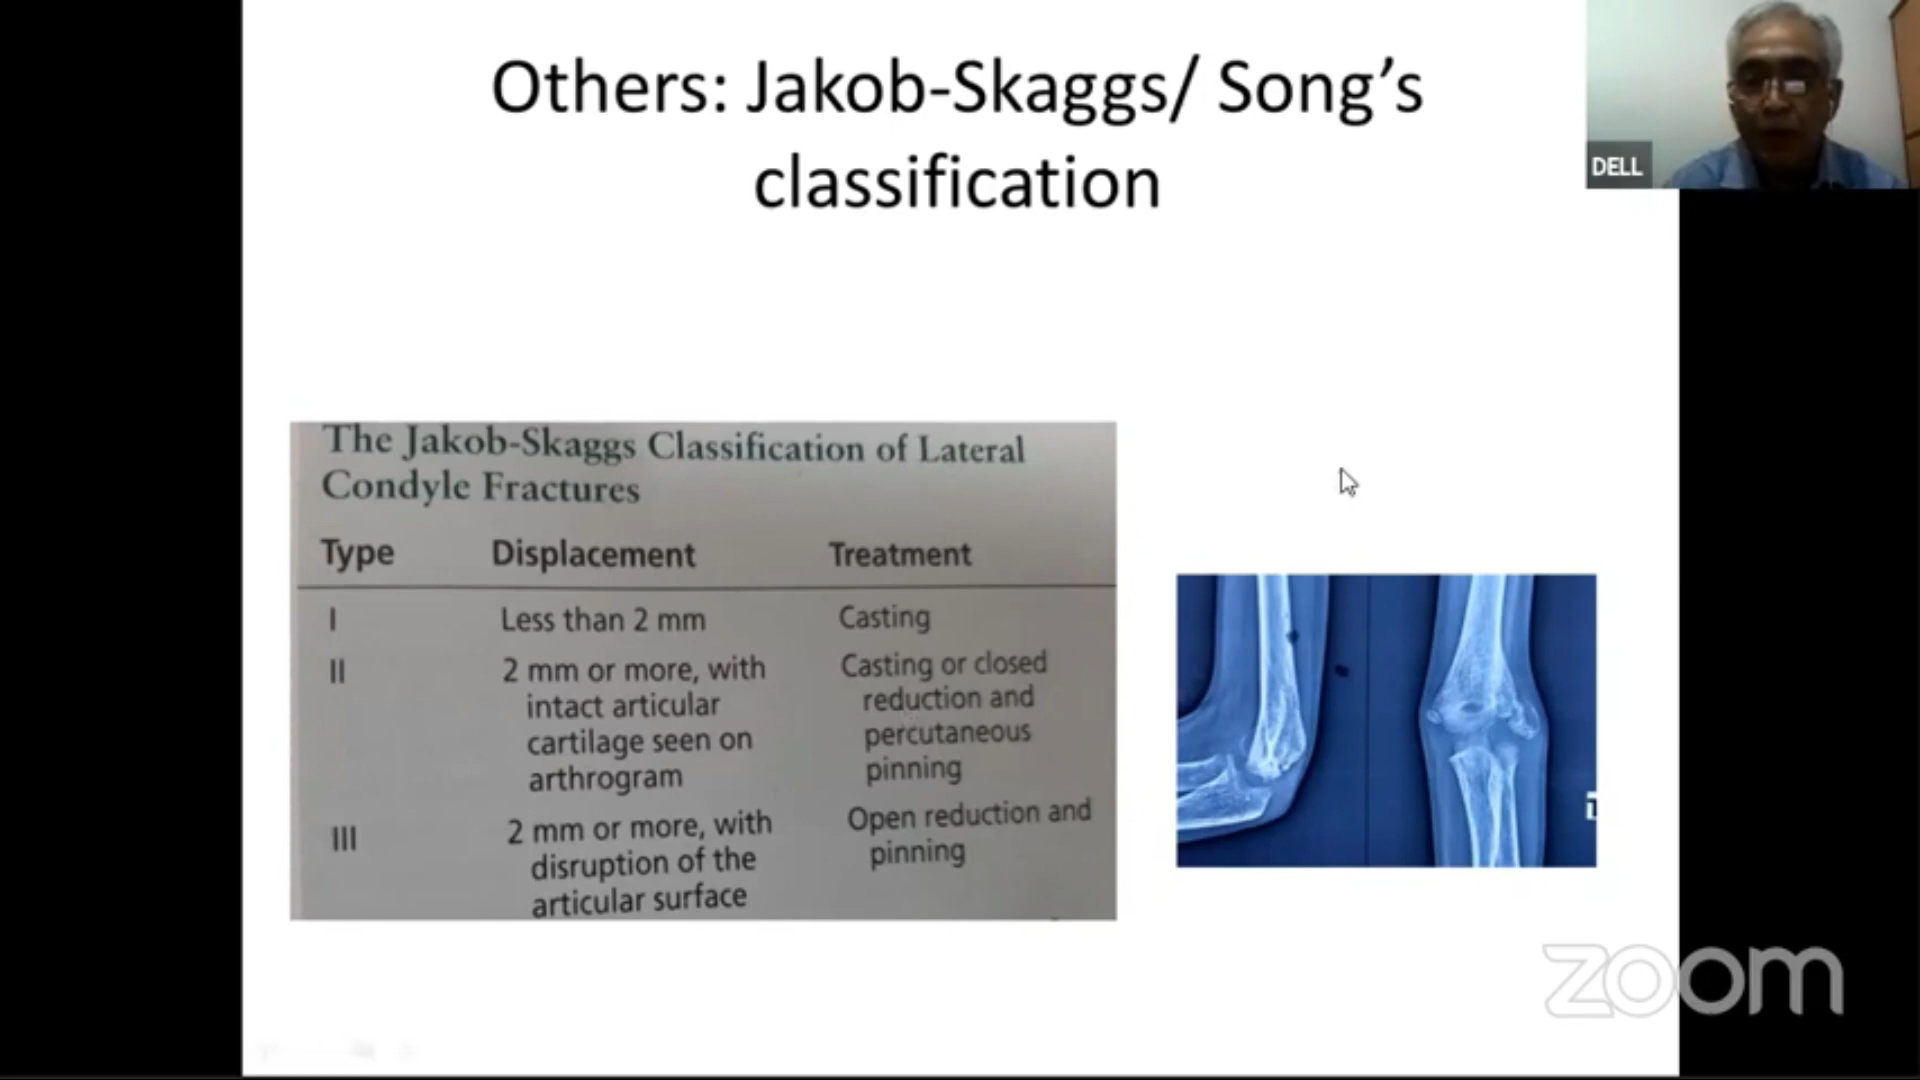 Others: Jakob-Skaggs/ Song's
classification
DELL
The Jakob-Skaggs Classification of Lateral
Condyle Fractures
Type Displacement Treatment
I Less than 2 mm Casting
II 2 mm or more, with Casting or closed
intact articular reduction and
cartilage seen on percutaneous
arthrogram pinning
III 2 mm or more, with Open reduction and
disruption of the pinning
articular surface
zoom